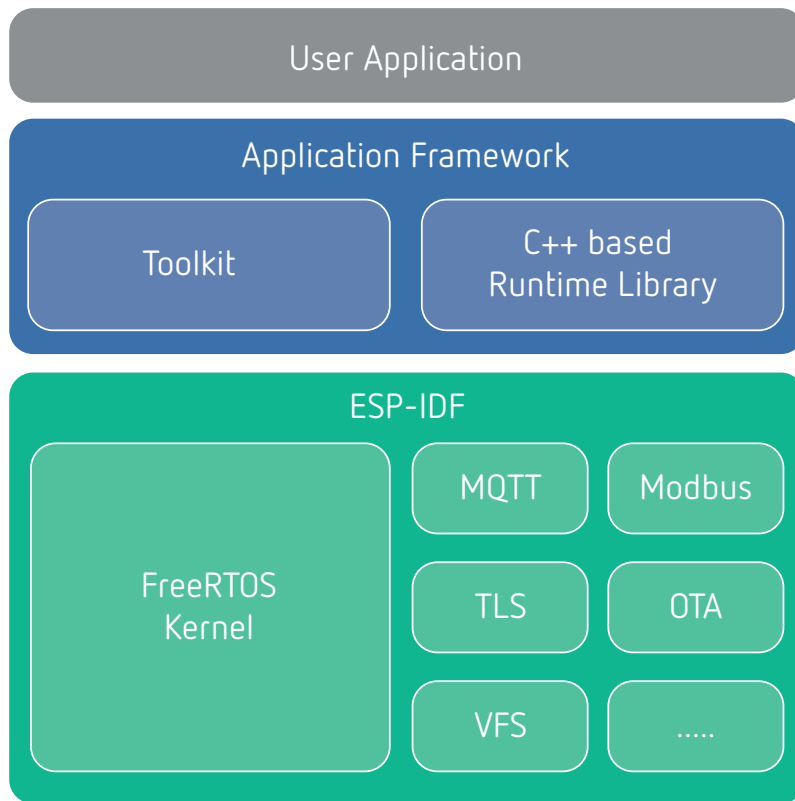 User Application
Application Framework
Toolkit
C++ based
Runtime Library
ESP-IDF
FreeRTOS
Kernel
MQTT
Modbus
TLS
OTA
VFS
.....